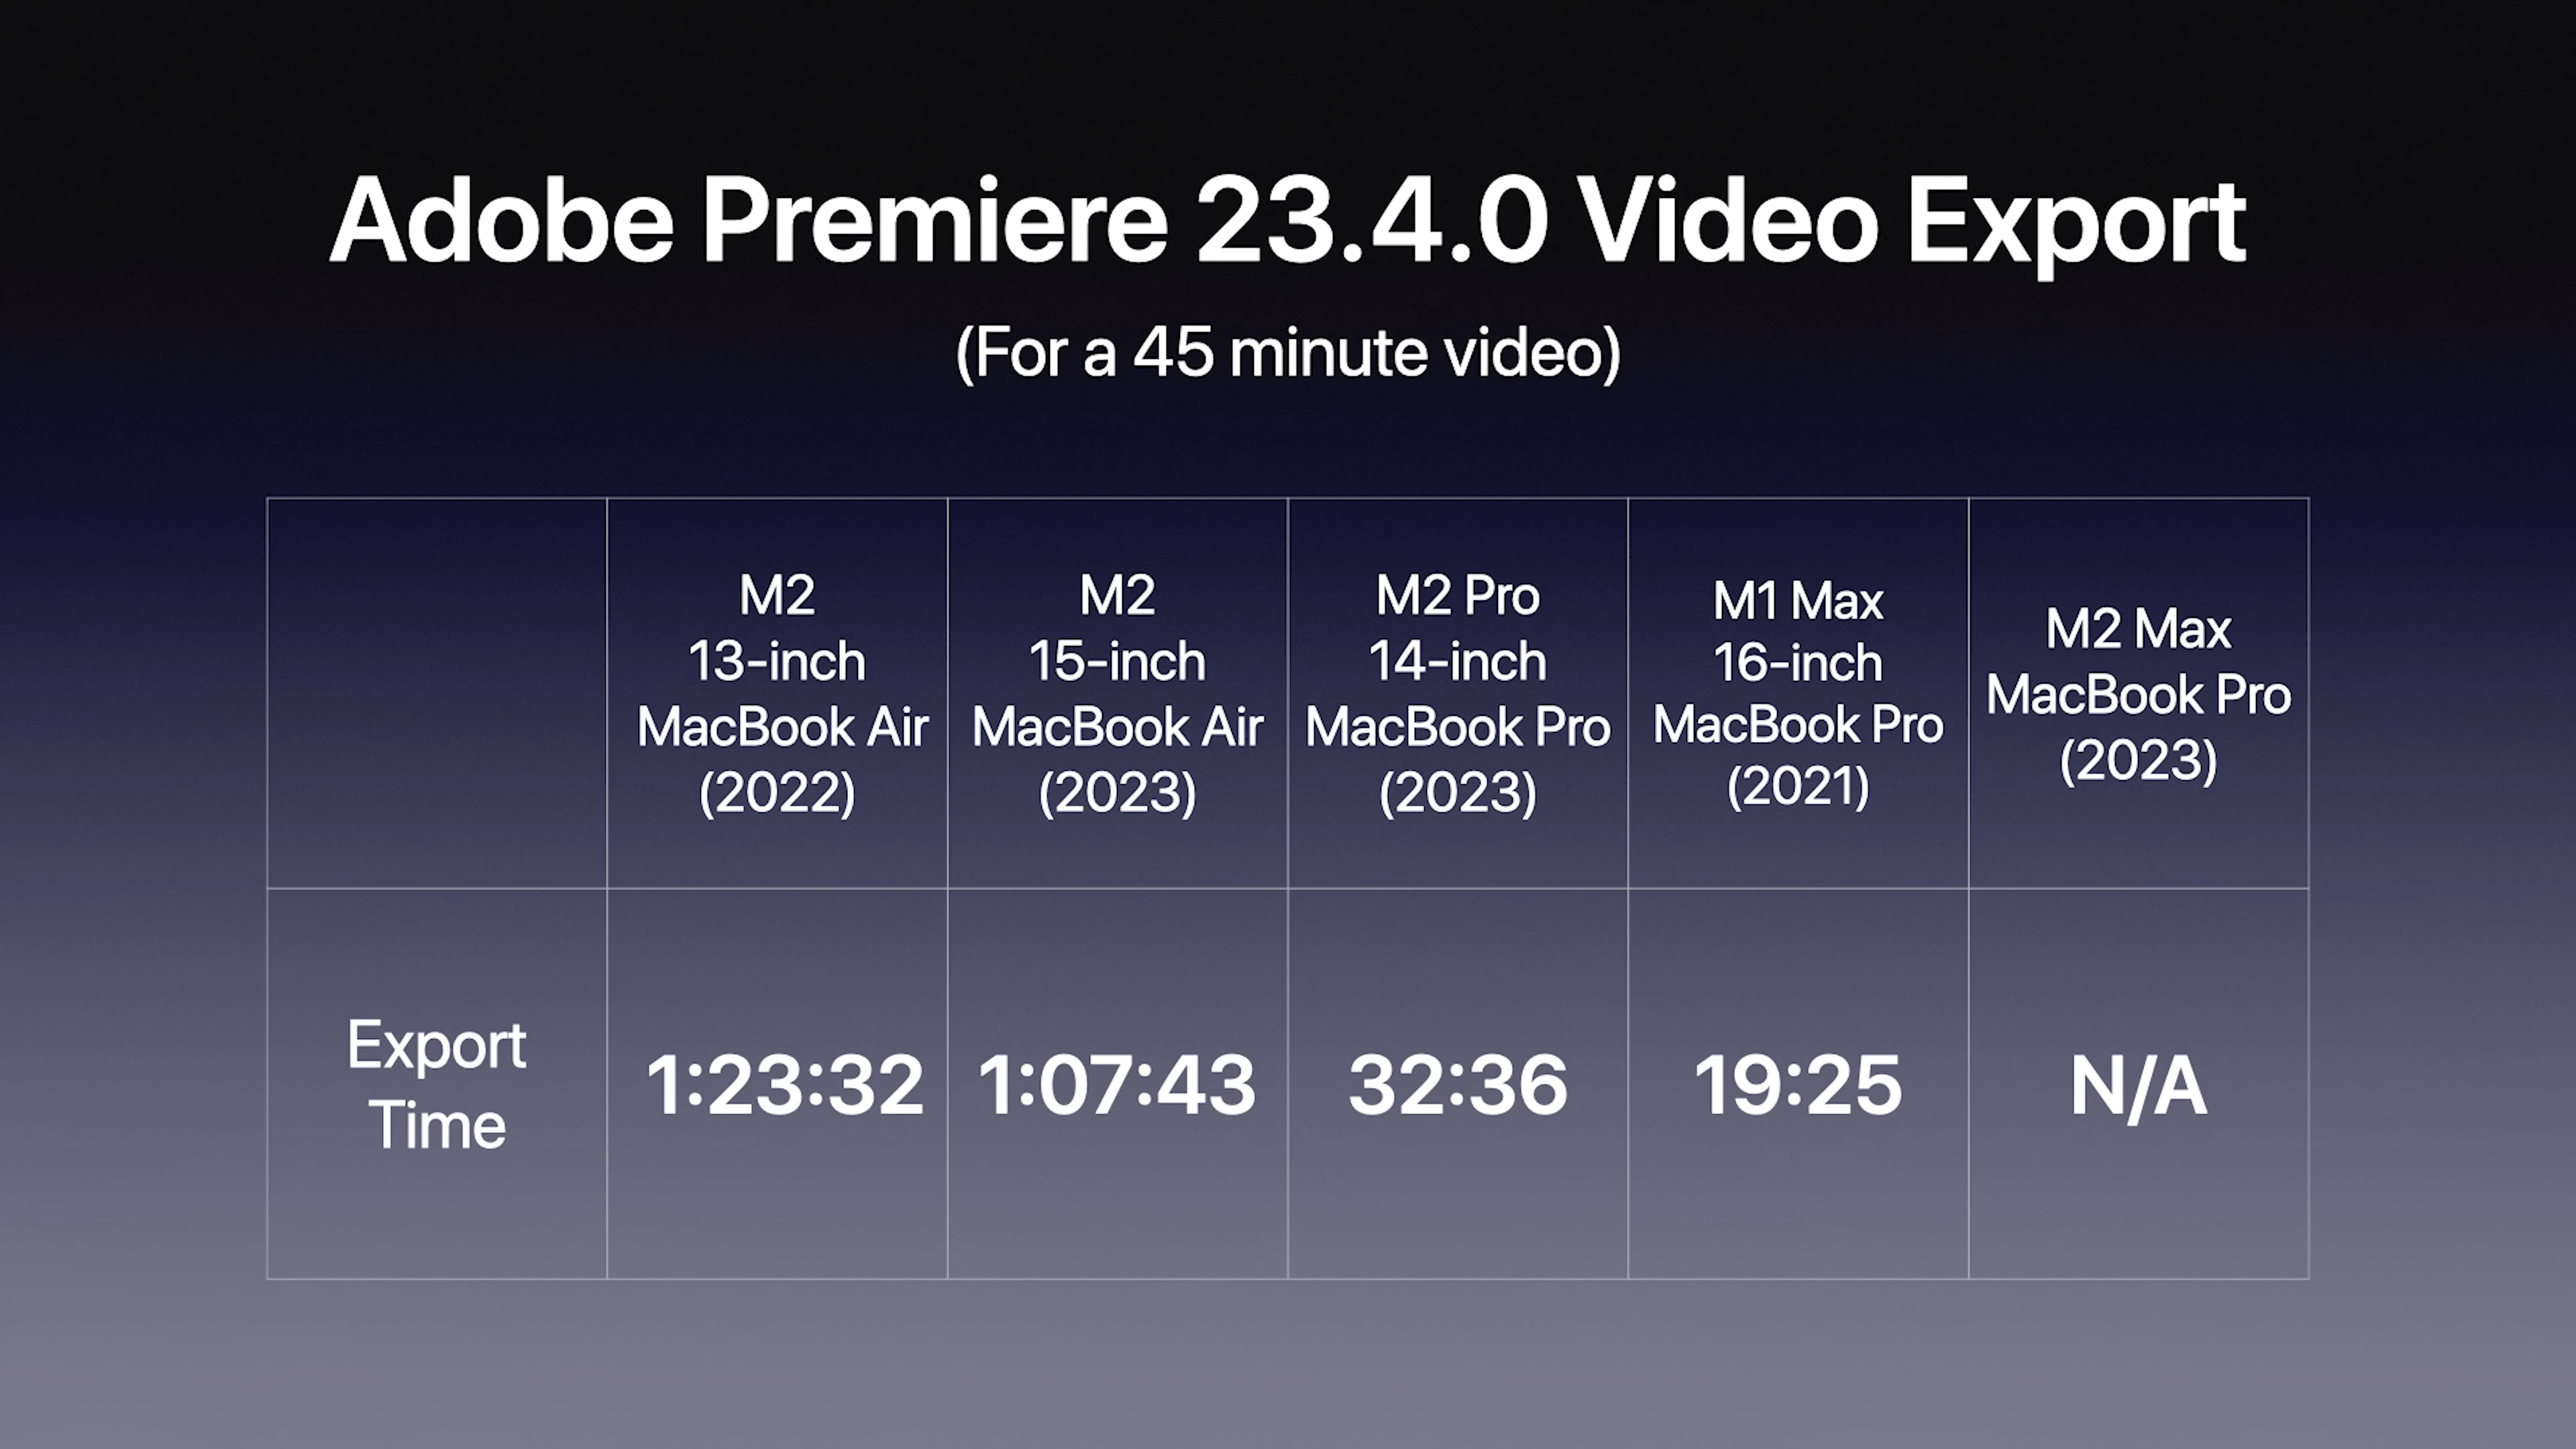 Adobe Premiere 23.4.0 Video Export
(For a 45 minute video)
M2
13-inch
MacBook Air
(2022)
M2
15-inch
MacBook Air
(2023)
M2 Pro
14-inch
MacBook Pro
(2023)
M1 Max
16-inch
MacBook Pro
(2021)
M2 Max
MacBook Pro
(2023)
Export
Time
1:23:32
1:07:43
32:36
19:25
N/A